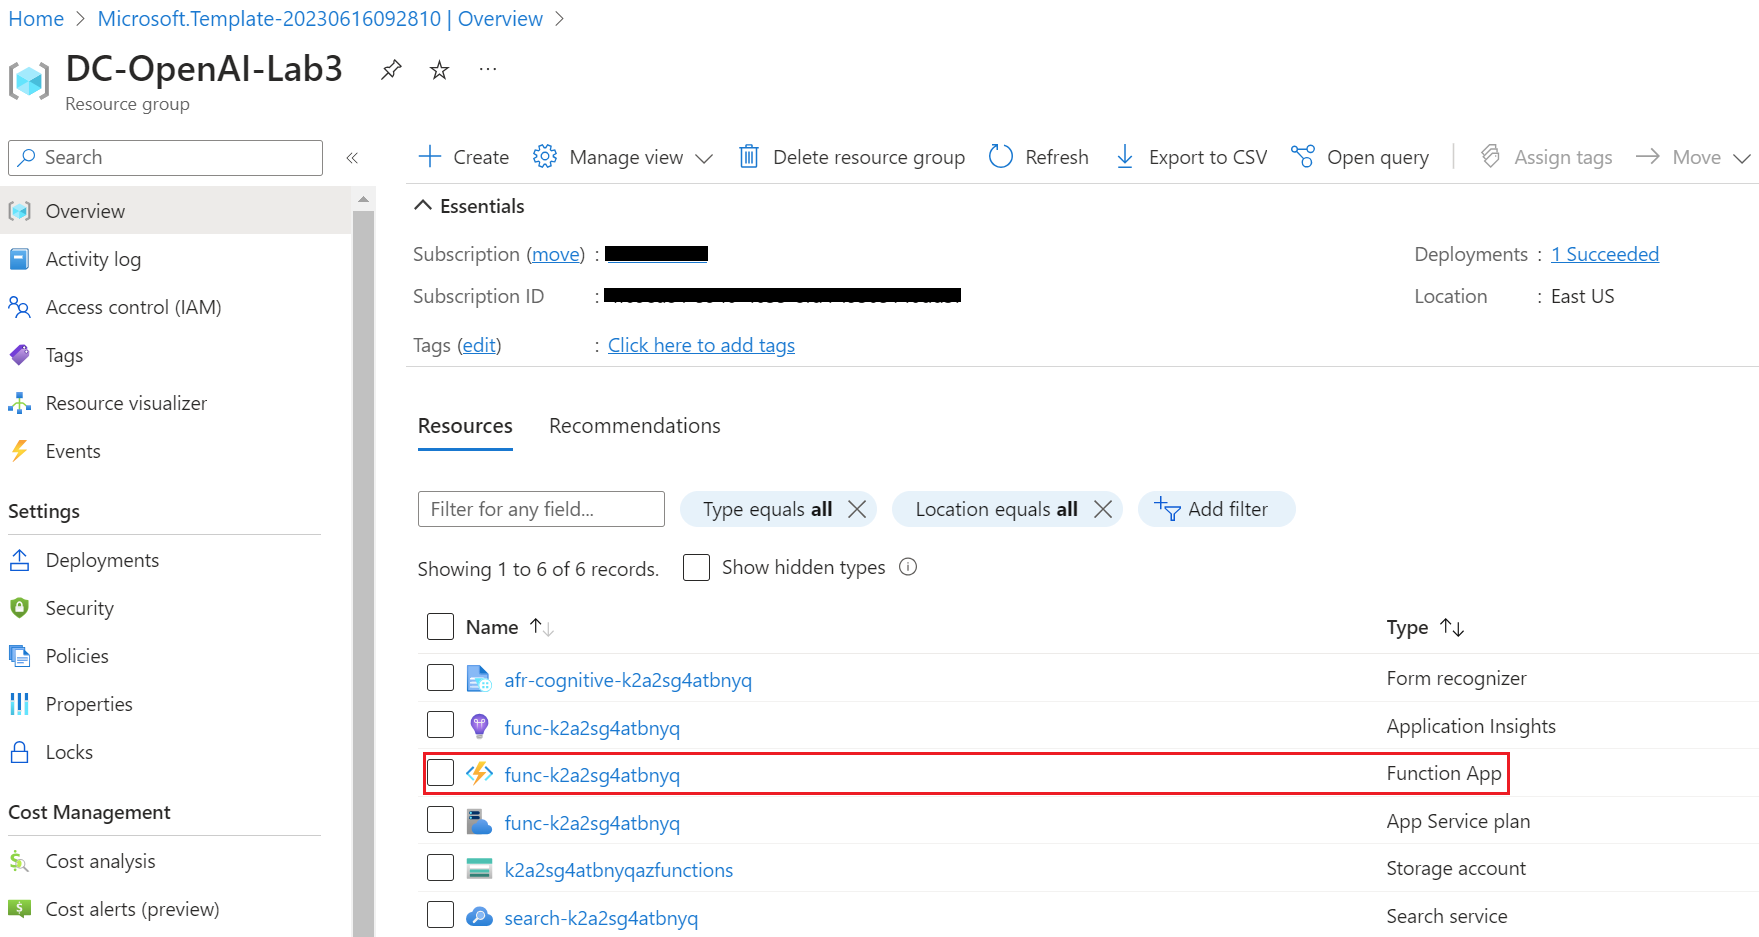 Home > Microsoft.Template-20230616092810 | Overview >
DC-OpenAI-Lab3
Resource group
Search
Create
Manage view
Delete resource group
Refresh
Export to CSV
Open query
Assign tags
Move
Overview
Activity log
Access control (IAM)
Tags
Resource visualizer
Events
Settings
Deployments
Security
Policies
Properties
Locks
Cost Management
Cost analysis
Cost alerts (preview)
Essentials
Subscription (move) :
Deployments : 1 Succeeded
Subscription ID :
Location : East US
Tags (edit) : Click here to add tags
Resources
Recommendations
Filter for any field...
Type equals all
Location equals all
Add filter
Showing 1 to 6 of 6 records.
Show hidden types
Name Type
afr-cognitive-k2a2sg4atbnyq Form recognizer
func-k2a2sg4atbnyq Application Insights
func-k2a2sg4atbnyq Function App
func-k2a2sg4atbnyq App Service plan
k2a2sg4atbnyqazfunctions Storage account
search-k2a2sg4atbnyq Search service